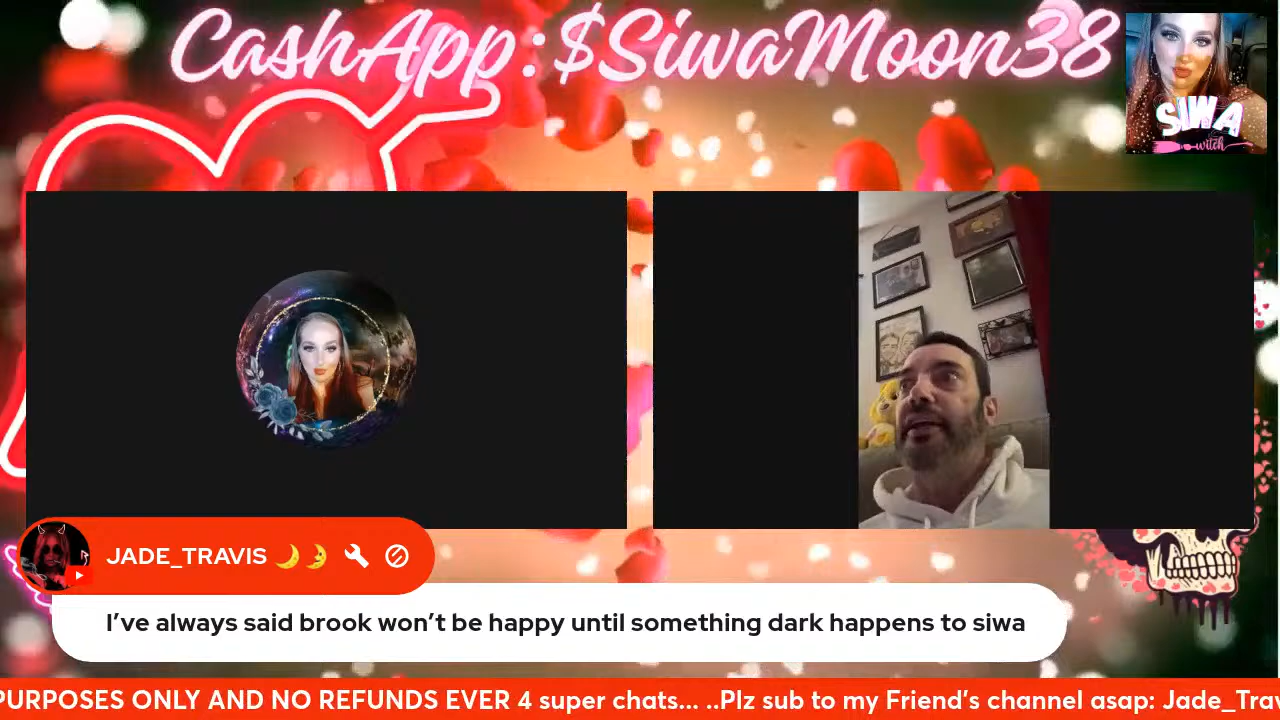 CashApp:$SiwaMoon38
SIWA
witch
JADE_TRAVIS
I’ve always said brook won’t be happy until something dark happens to siwa
PURPOSES ONLY AND NO REFUNDS EVER 4 super chats... ..Plz sub to my Friend’s channel asap: Jade_Trav